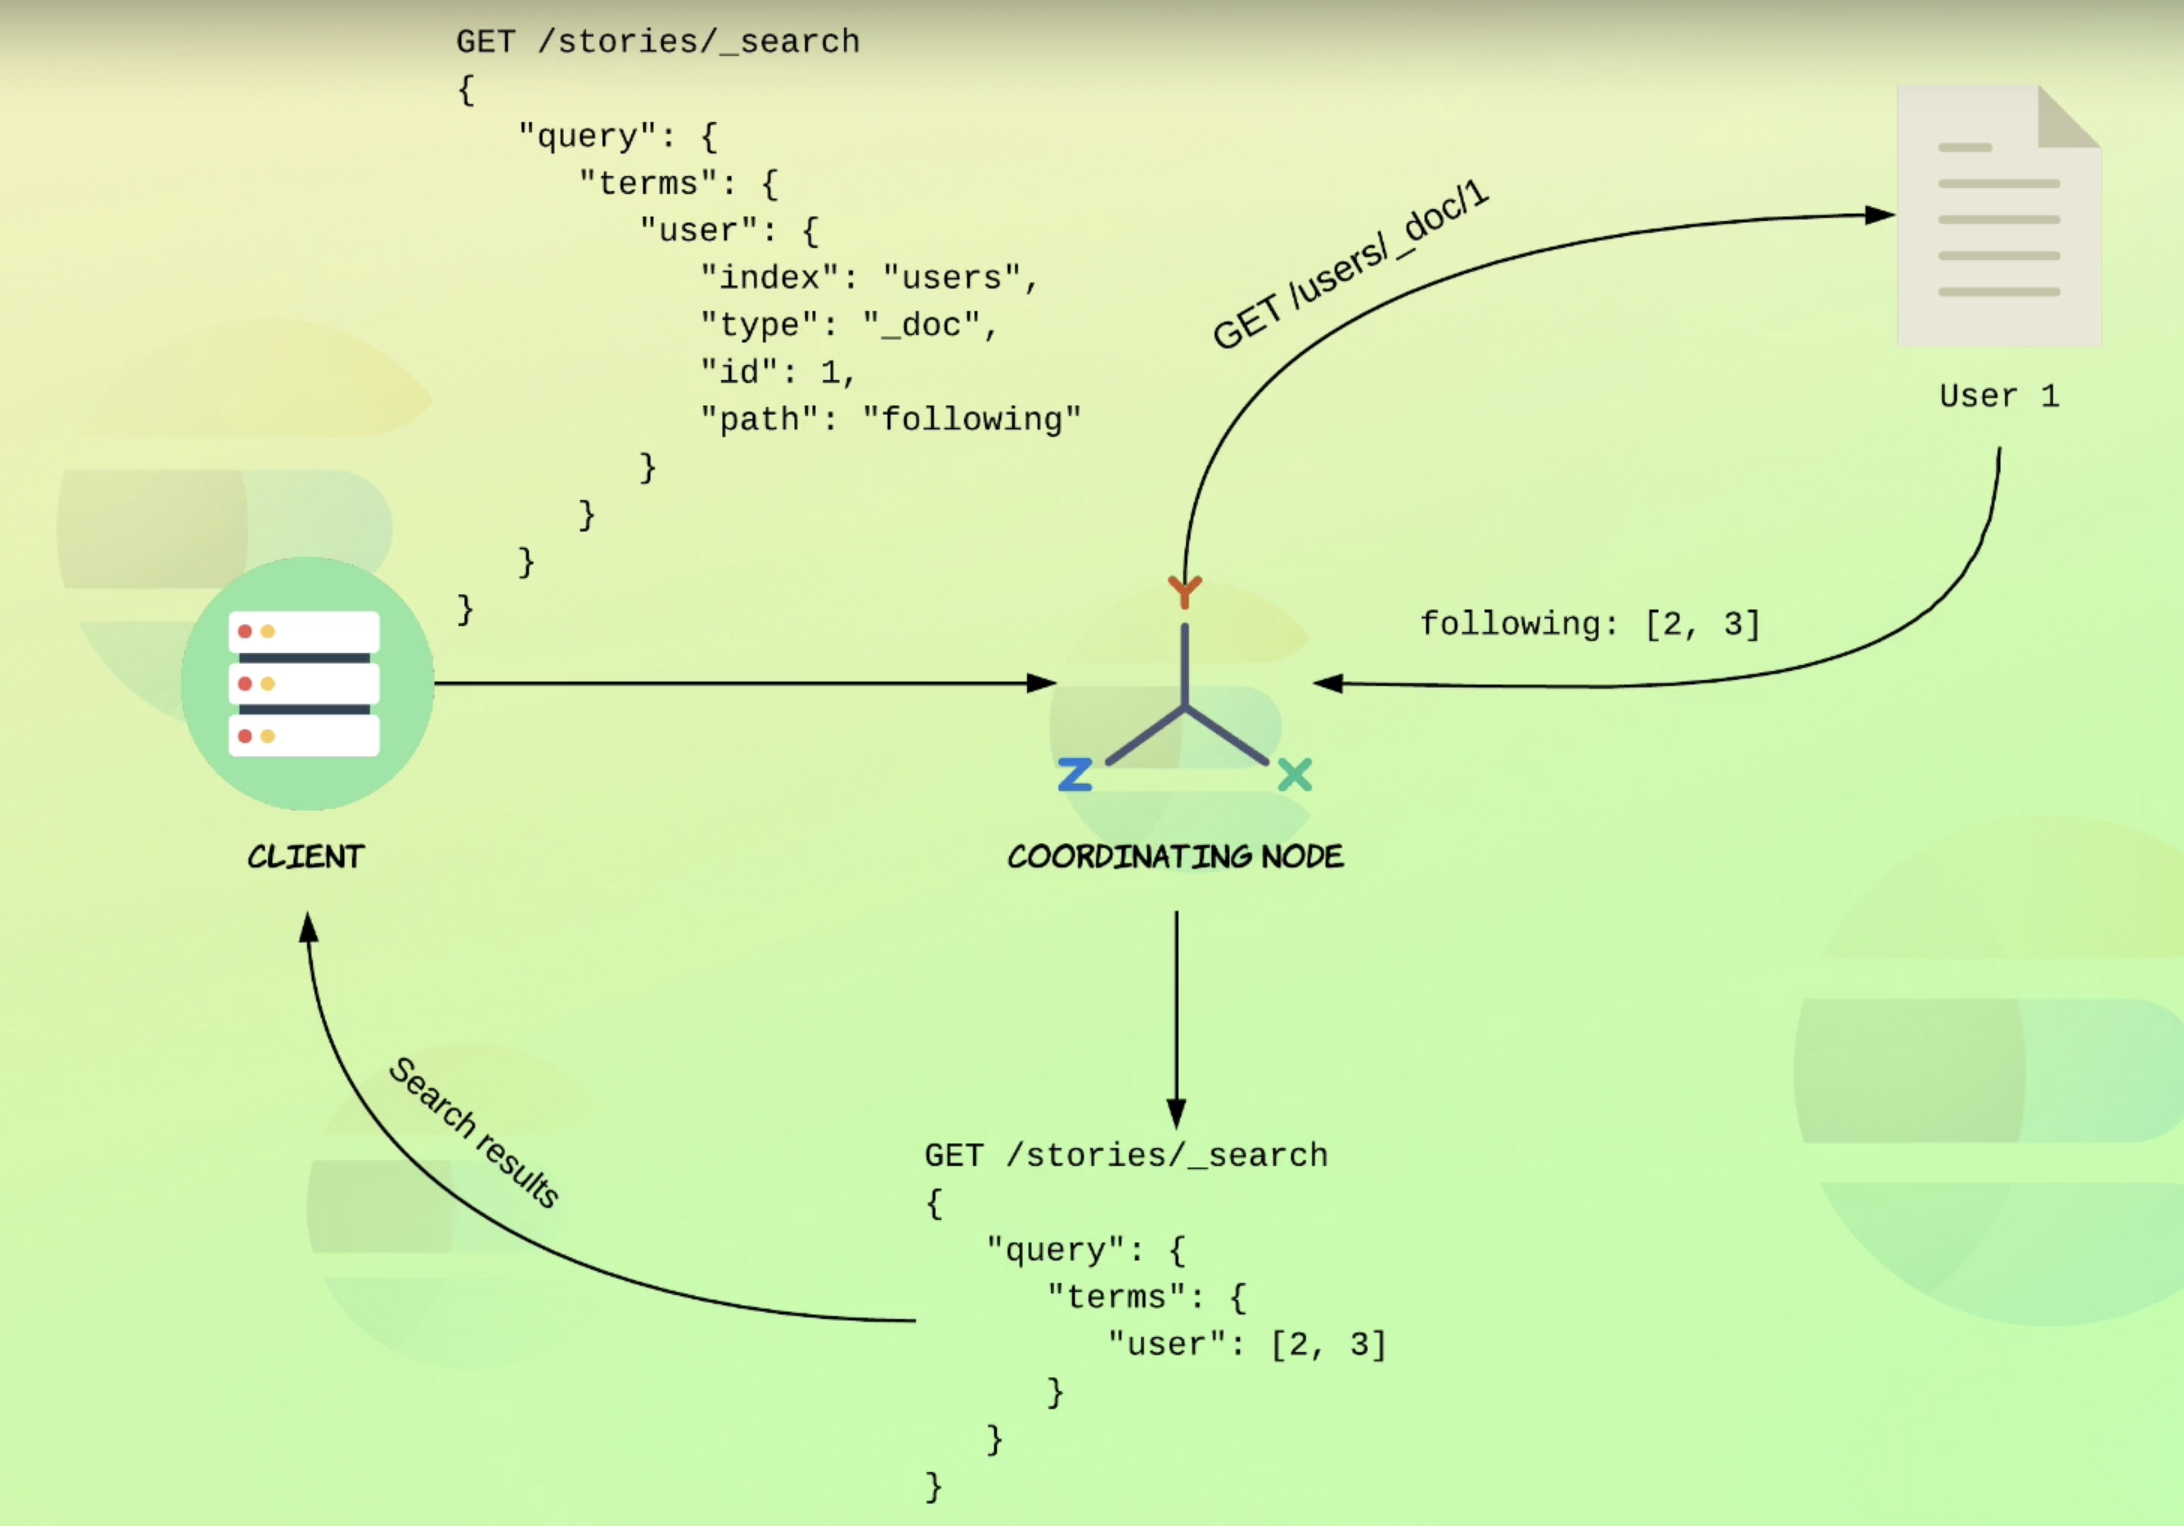 GET /stories/_search
{
   "query": {
      "terms": {
         "user": {
            "index": "users",
            "type": "_doc",
            "id": 1,
            "path": "following"
         }
      }
   }
}
GET /users/_doc/1
User 1
following: [2, 3]
Y
Z
X
CLIENT
COORDINATING NODE
Search results
GET /stories/_search
{
   "query": {
      "terms": {
         "user": [2, 3]
      }
   }
}